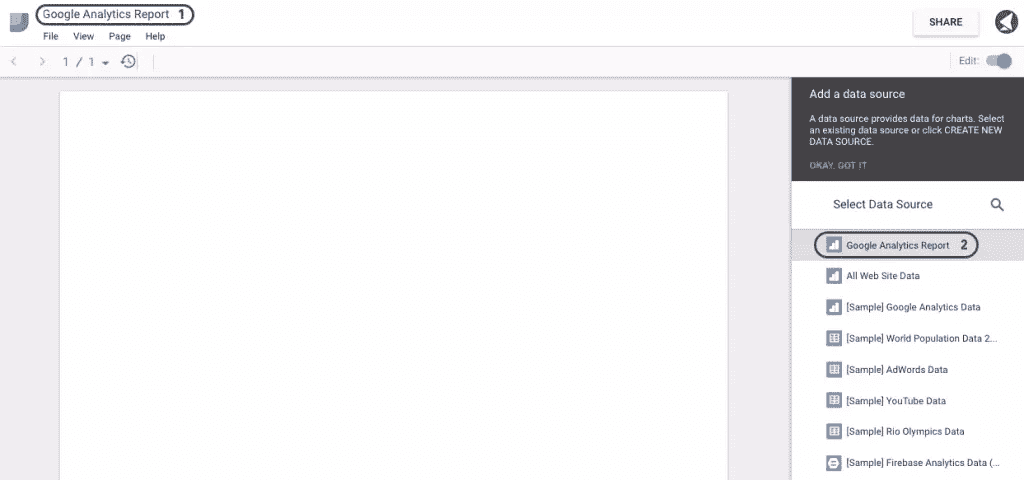 Google Analytics Report 1
File View Page Help
SHARE
1 / 1
Edit:
Add a data source
A data source provides data for charts. Select
an existing data source or click CREATE NEW
DATA SOURCE.
OKAY, GOT IT
Select Data Source
Google Analytics Report 2
All Web Site Data
[Sample] Google Analytics Data
[Sample] World Population Data 2...
[Sample] AdWords Data
[Sample] YouTube Data
[Sample] Rio Olympics Data
[Sample] Firebase Analytics Data (...